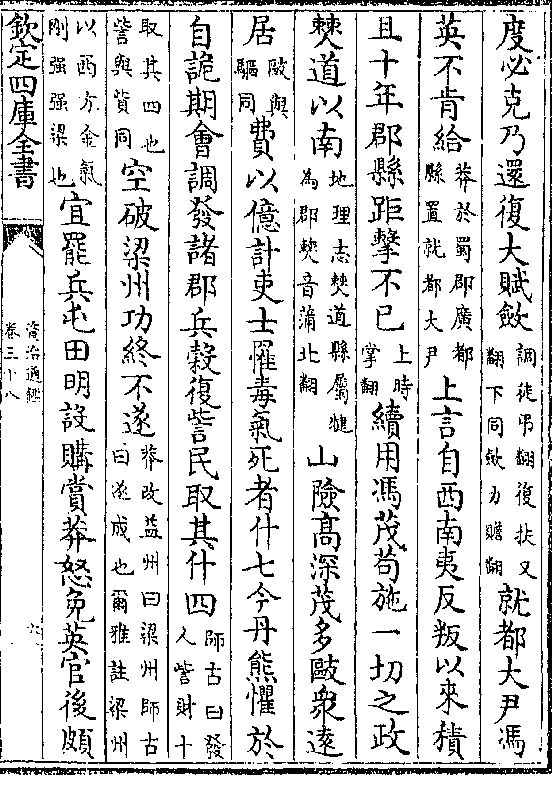 度必克乃還復大賦斂調徒弔翻復扶又翻下同斂力贍翻就都大尹馮
英不肯給莽於蜀郡廣都縣置就都大尹上言自西南夷反叛以來積
且十年郡縣距擊不已上時掌翻續用馮茂苟施一切之政
僰道以南地理志僰道縣屬犍為郡僰音蒲北翻山險高深茂多敺衆遠
居敺與驅同費以億計吏士罹毒氣死者什七今丹熊懼於
自詭期會調發諸郡兵穀復訾民取其什四師古曰發人訾財十
取其四也訾與貲同空破梁州功終不遂莽改益州曰梁州師古曰遂成也爾雅註梁州
以西方金氣剛强强梁也宜罷兵屯田明設購賞莽怒免英官後頗
欽定四庫全書
資治通鑑
卷三十八
六